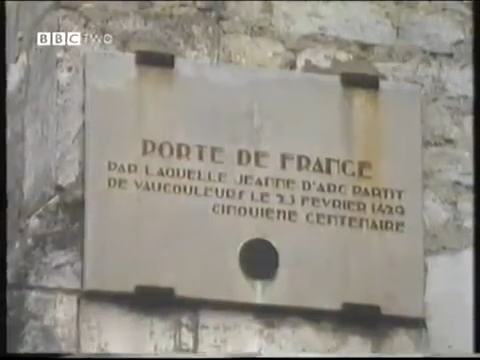 BBC TWO
PORTE DE FRANCE
PAR LAQUELLE JEANNE D'ARC PARTIT
DE VAUCOULEURS LE 23 FEVRIER 1429
CINQUIEME CENTENAIRE